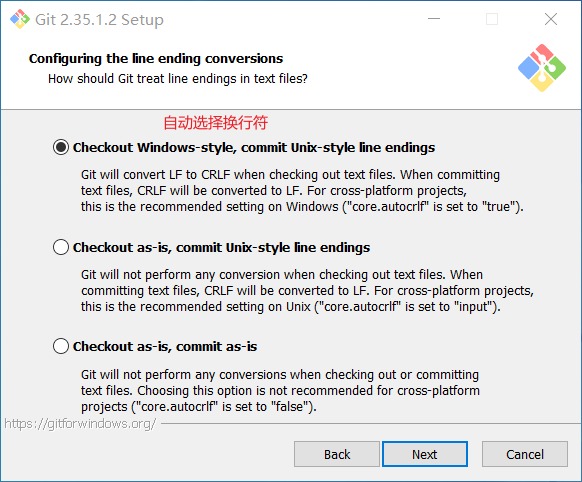 Git 2.35.1.2 Setup
Configuring the line ending conversions
How should Git treat line endings in text files?
自动选择换行符
Checkout Windows-style, commit Unix-style line endings
Git will convert LF to CRLF when checking out text files. When committing
text files, CRLF will be converted to LF. For cross-platform projects,
this is the recommended setting on Windows ("core.autocrlf" is set to "true").
Checkout as-is, commit Unix-style line endings
Git will not perform any conversion when checking out text files. When
committing text files, CRLF will be converted to LF. For cross-platform projects,
this is the recommended setting on Unix ("core.autocrlf" is set to "input").
Checkout as-is, commit as-is
Git will not perform any conversions when checking out or committing
text files. Choosing this option is not recommended for cross-platform
projects ("core.autocrlf" is set to "false").
https://gitforwindows.org/
Back
Next
Cancel